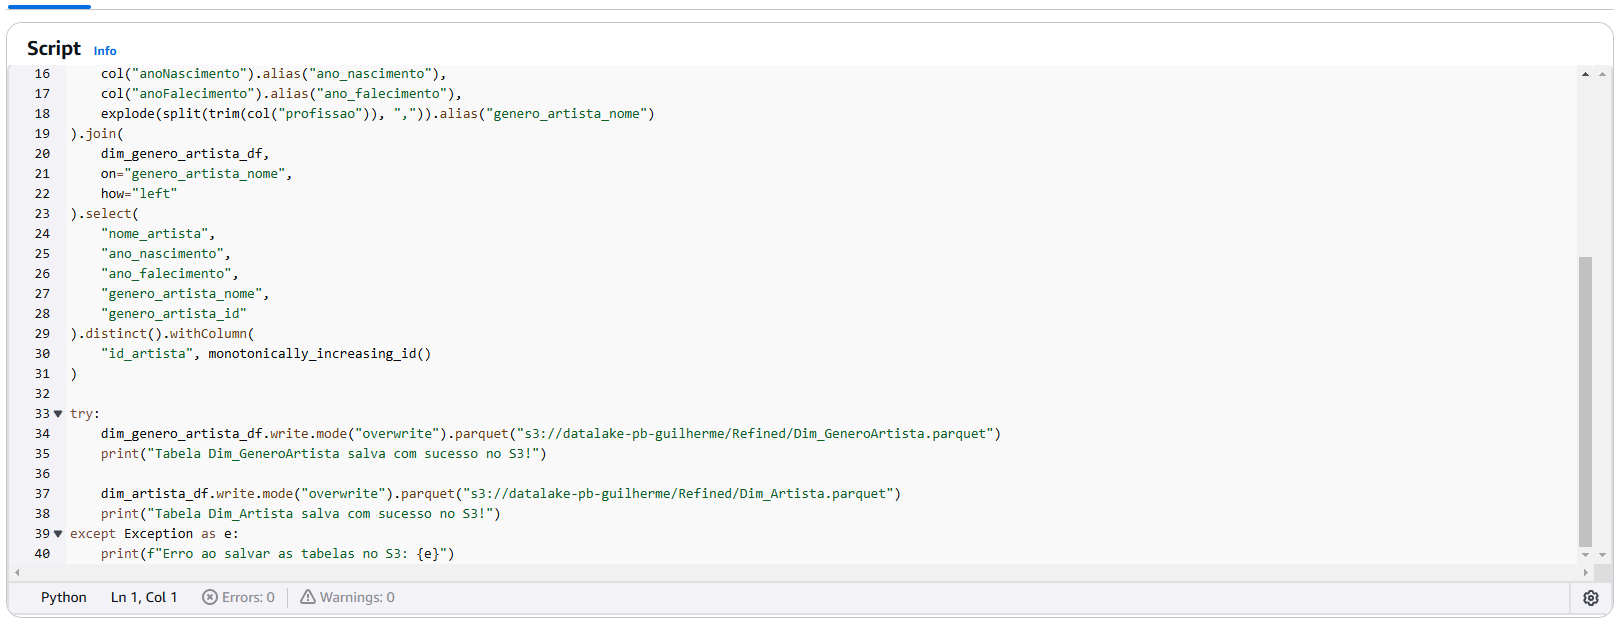 Script Info
16     col("anoNascimento").alias("ano_nascimento"),
17     col("anoFalecimento").alias("ano_falecimento"),
18     explode(split(trim(col("profissao")), ",")).alias("genero_artista_nome")
19 ).join(
20     dim_genero_artista_df,
21     on="genero_artista_nome",
22     how="left"
23 ).select(
24     "nome_artista",
25     "ano_nascimento",
26     "ano_falecimento",
27     "genero_artista_nome",
28     "genero_artista_id"
29 ).distinct().withColumn(
30     "id_artista", monotonically_increasing_id()
31 )
32
33 try:
34     dim_genero_artista_df.write.mode("overwrite").parquet("s3://datalake-pb-guilherme/Refined/Dim_GeneroArtista.parquet")
35     print("Tabela Dim_GeneroArtista salva com sucesso no S3!")
36
37     dim_artista_df.write.mode("overwrite").parquet("s3://datalake-pb-guilherme/Refined/Dim_Artista.parquet")
38     print("Tabela Dim_Artista salva com sucesso no S3!")
39 except Exception as e:
40     print(f"Erro ao salvar as tabelas no S3: {e}")
Python Ln 1, Col 1 Errors: 0 Warnings: 0